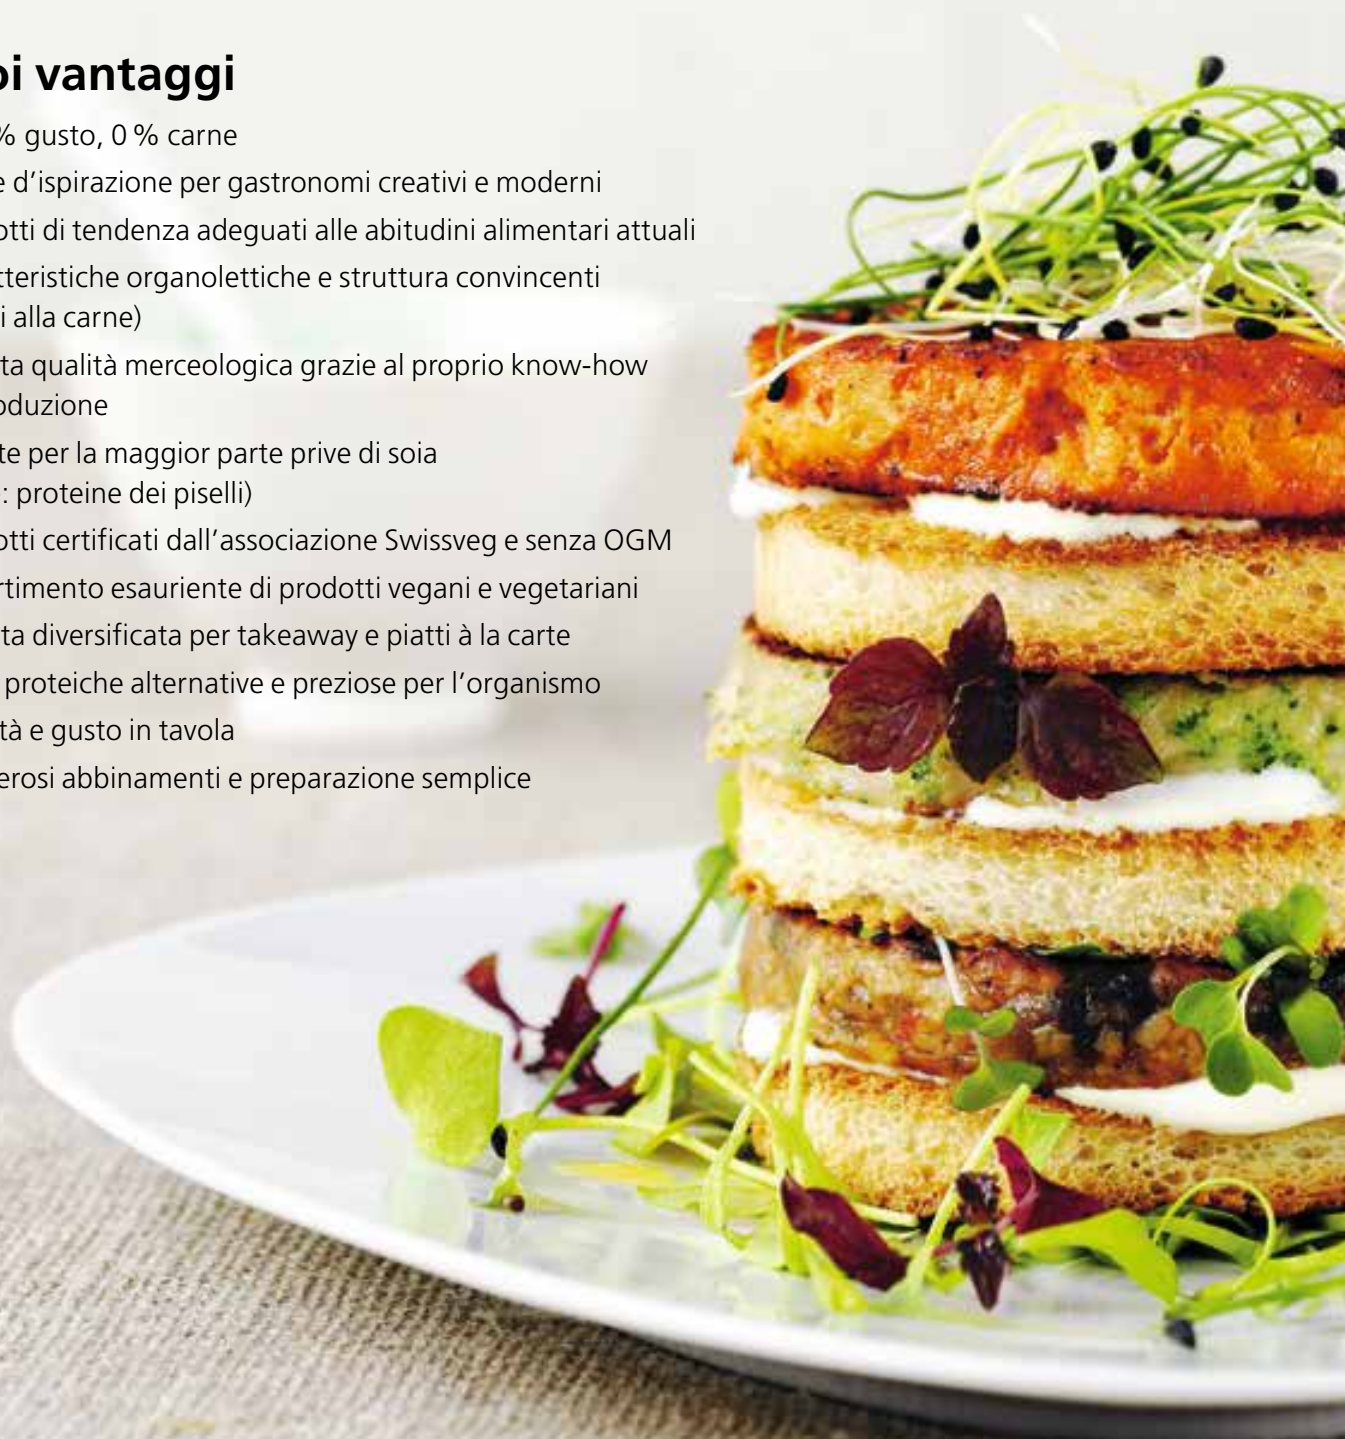 oi vantaggi
% gusto, 0 % carne
e d’ispirazione per gastronomi creativi e moderni
otti di tendenza adeguati alle abitudini alimentari attuali
tteristiche organolettiche e struttura convincenti
i alla carne)
ta qualità merceologica grazie al proprio know-how
oduzione
te per la maggior parte prive di soia
: proteine dei piselli)
otti certificati dall’associazione Swissveg e senza OGM
rtimento esauriente di prodotti vegani e vegetariani
ta diversificata per takeaway e piatti à la carte
proteiche alternative e preziose per l’organismo
tà e gusto in tavola
erosi abbinamenti e preparazione semplice